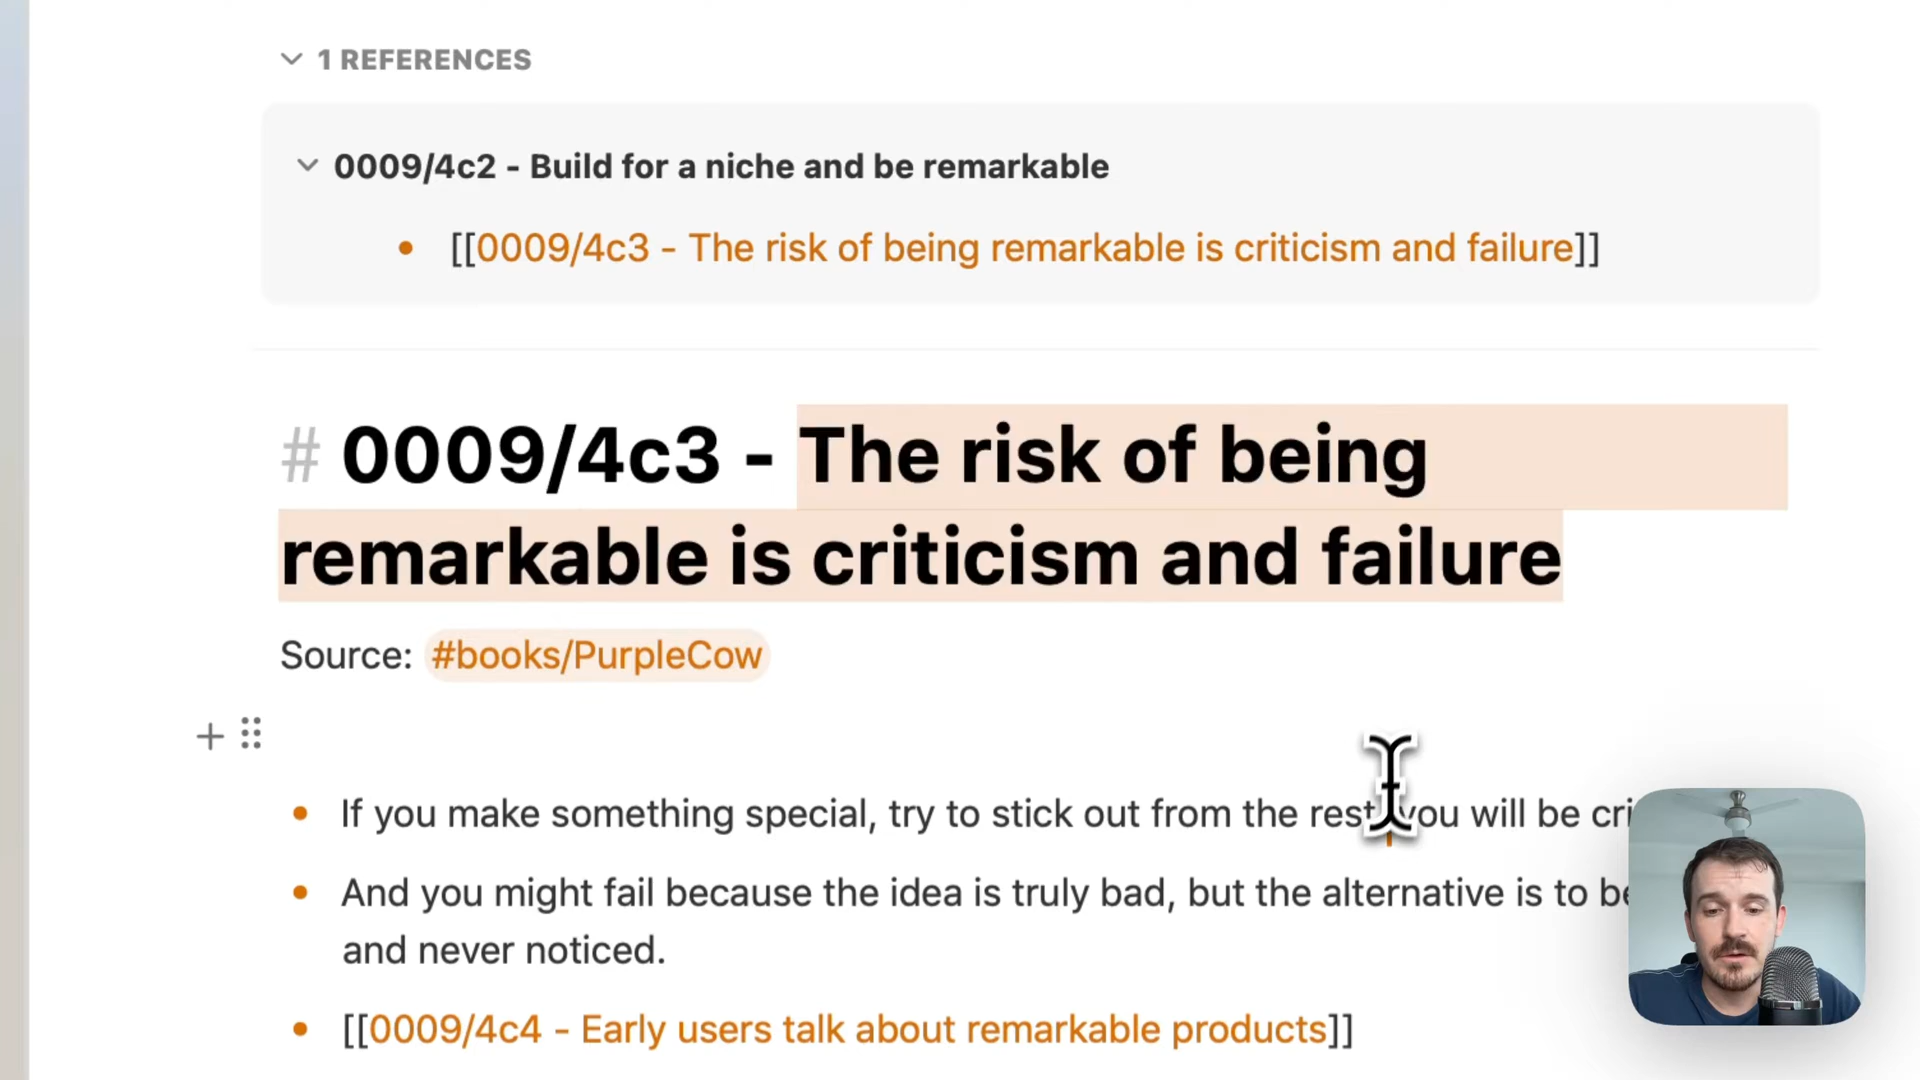 1 REFERENCES
0009/4c2 - Build for a niche and be remarkable
[[0009/4c3 - The risk of being remarkable is criticism and failure]]
# 0009/4c3 - The risk of being
remarkable is criticism and failure
Source: #books/PurpleCow
If you make something special, try to stick out from the rest you will be
And you might fail because the idea is truly bad, but the alternative is to
and never noticed.
[[0009/4c4 - Early users talk about remarkable products]]